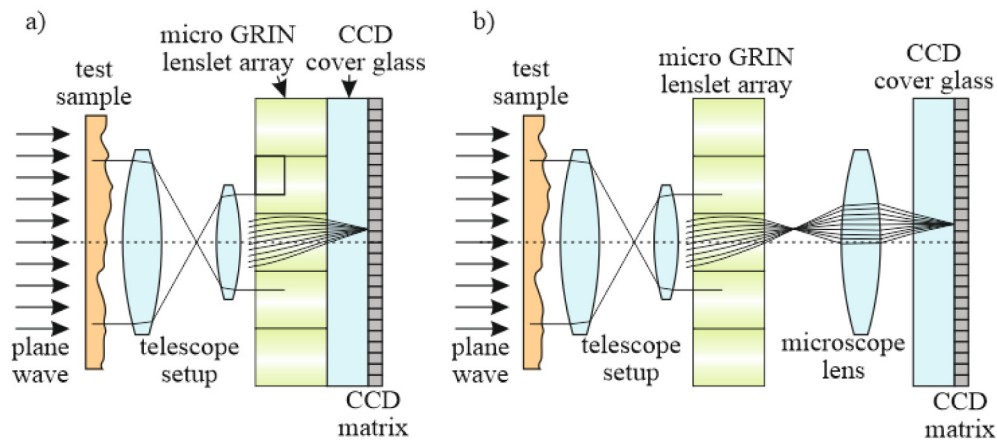 a)
micro GRIN
lenslet array
CCD
cover glass
test
sample
plane
wave
telescope
setup
CCD
matrix
b)
micro GRIN
lenslet array
CCD
cover glass
test
sample
plane
wave
telescope
setup
microscope
lens
CCD
matrix